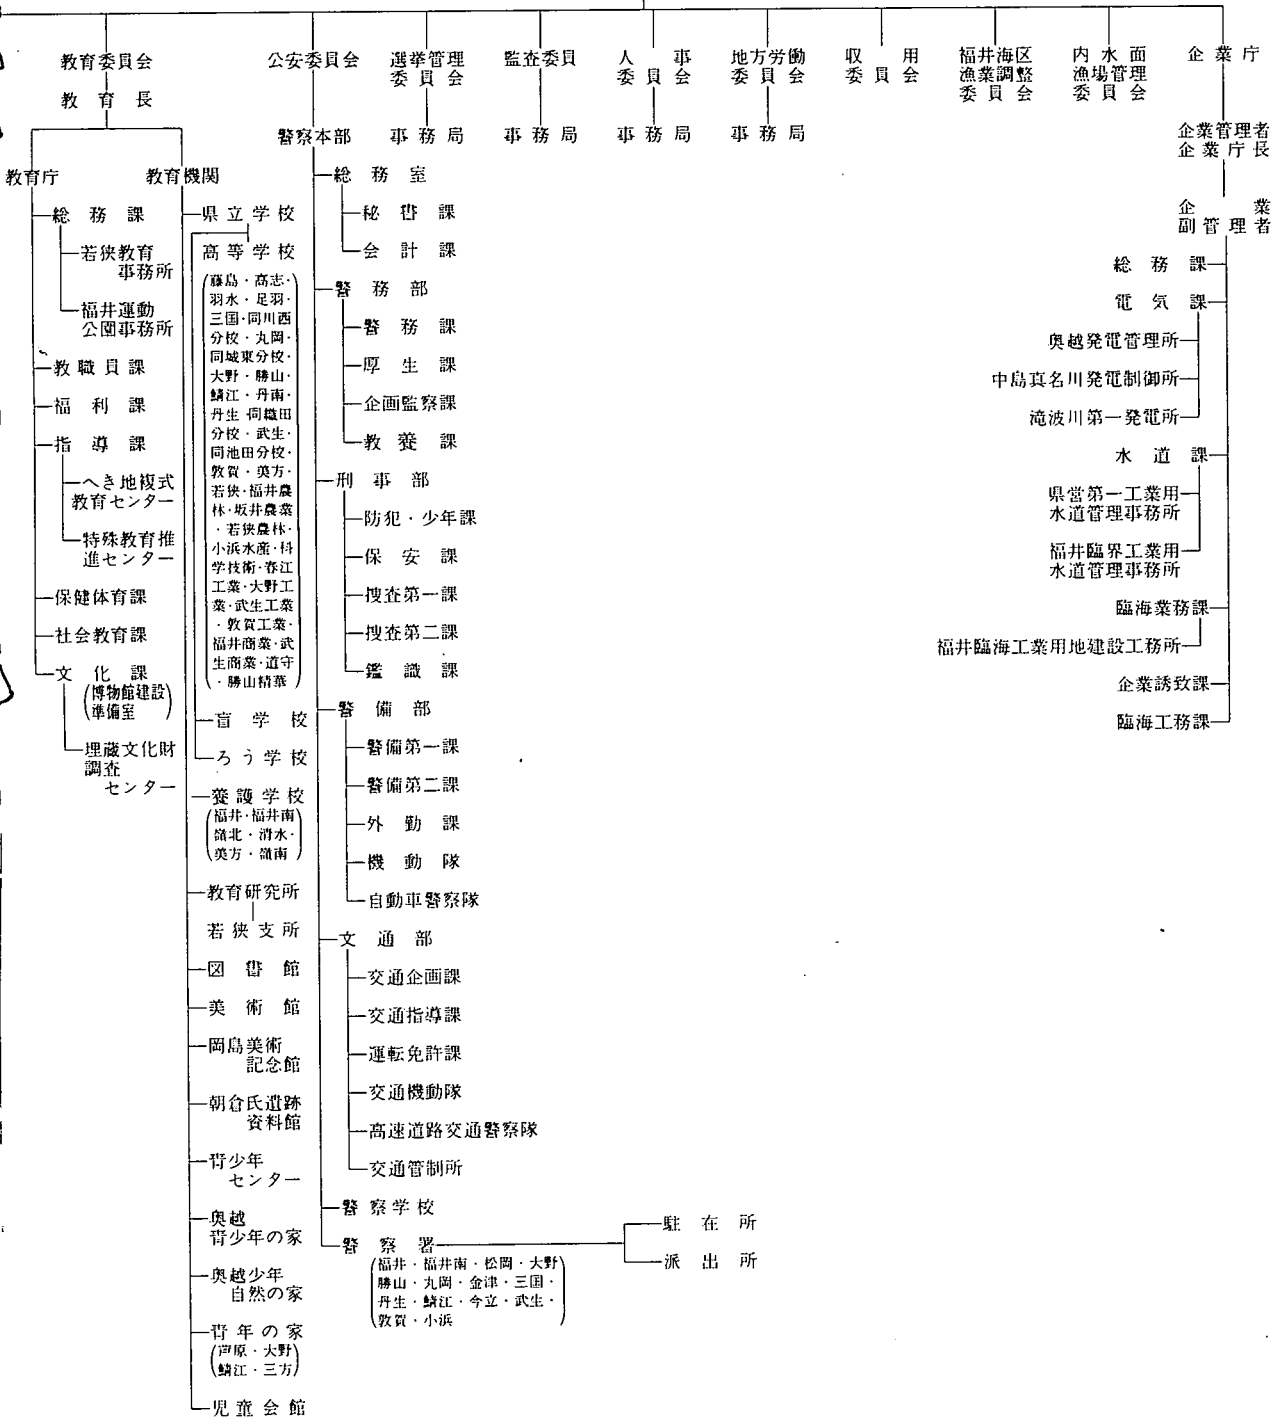 教育委員会
教育長
教育庁
総務課
若狭教育
事務所
福井運動
公園事務所
教職員課
福利課
指導課
へき地複式
教育センター
特殊教育推
進センター
保健体育課
社会教育課
文化課
(博物館建設
準備室)
埋蔵文化財
調査
センター
教育機関
県立学校
高等学校
(藤島・高志・
羽水・足羽・
三国・同川西
分校・丸岡・
同城東分校・
大野・勝山・
鯖江・丹南・
丹生・同織田
分校・武生・
同池田分校・
敦賀・美方・
若狭・福井農
林・坂井農業
・若狭農林・
小浜水産・科
学技術・春江
工業・大野工
業・武生工業
・敦賀工業・
福井商業・武
生商業・道守
・勝山精華)
盲学校
ろう学校
養護学校
(福井・福井南
嶺北・清水・
美方・嶺南)
教育研究所
若狭支所
図書館
美術館
岡島美術
記念館
朝倉氏遺跡
資料館
青少年
センター
奥越
青少年の家
奥越少年
自然の家
青年の家
(芦原・大野
鯖江・三方)
児童会館
公安委員会
警察本部
総務室
秘書課
会計課
警務部
警務課
厚生課
企画監察課
教養課
刑事部
防犯・少年課
保安課
捜査第一課
捜査第二課
鑑識課
警備部
警備第一課
警備第二課
外勤課
機動隊
自動車警察隊
交通部
交通企画課
交通指導課
運転免許課
交通機動隊
高速道路交通警察隊
交通管制所
警察学校
警察署
(福井・福井南・松岡・大野
勝山・丸岡・金津・三国・
丹生・鯖江・今立・武生・
敦賀・小浜)
駐在所
派出所
選挙管理
委員会
事務局
監査委員
事務局
人事
委員会
事務局
地方労働
委員会
事務局
収用
委員会
福井海区
漁業調整
委員会
内水面
漁場管理
委員会
企業庁
企業管理者
企業庁長
企業
副管理者
総務課
電気課
奥越発電管理所
中島真名川発電制御所
滝波川第一発電所
水道課
県営第一工業用
水道管理事務所
福井臨界工業用
水道管理事務所
臨海業務課
福井臨海工業用地建設工務所
企業誘致課
臨海工務課